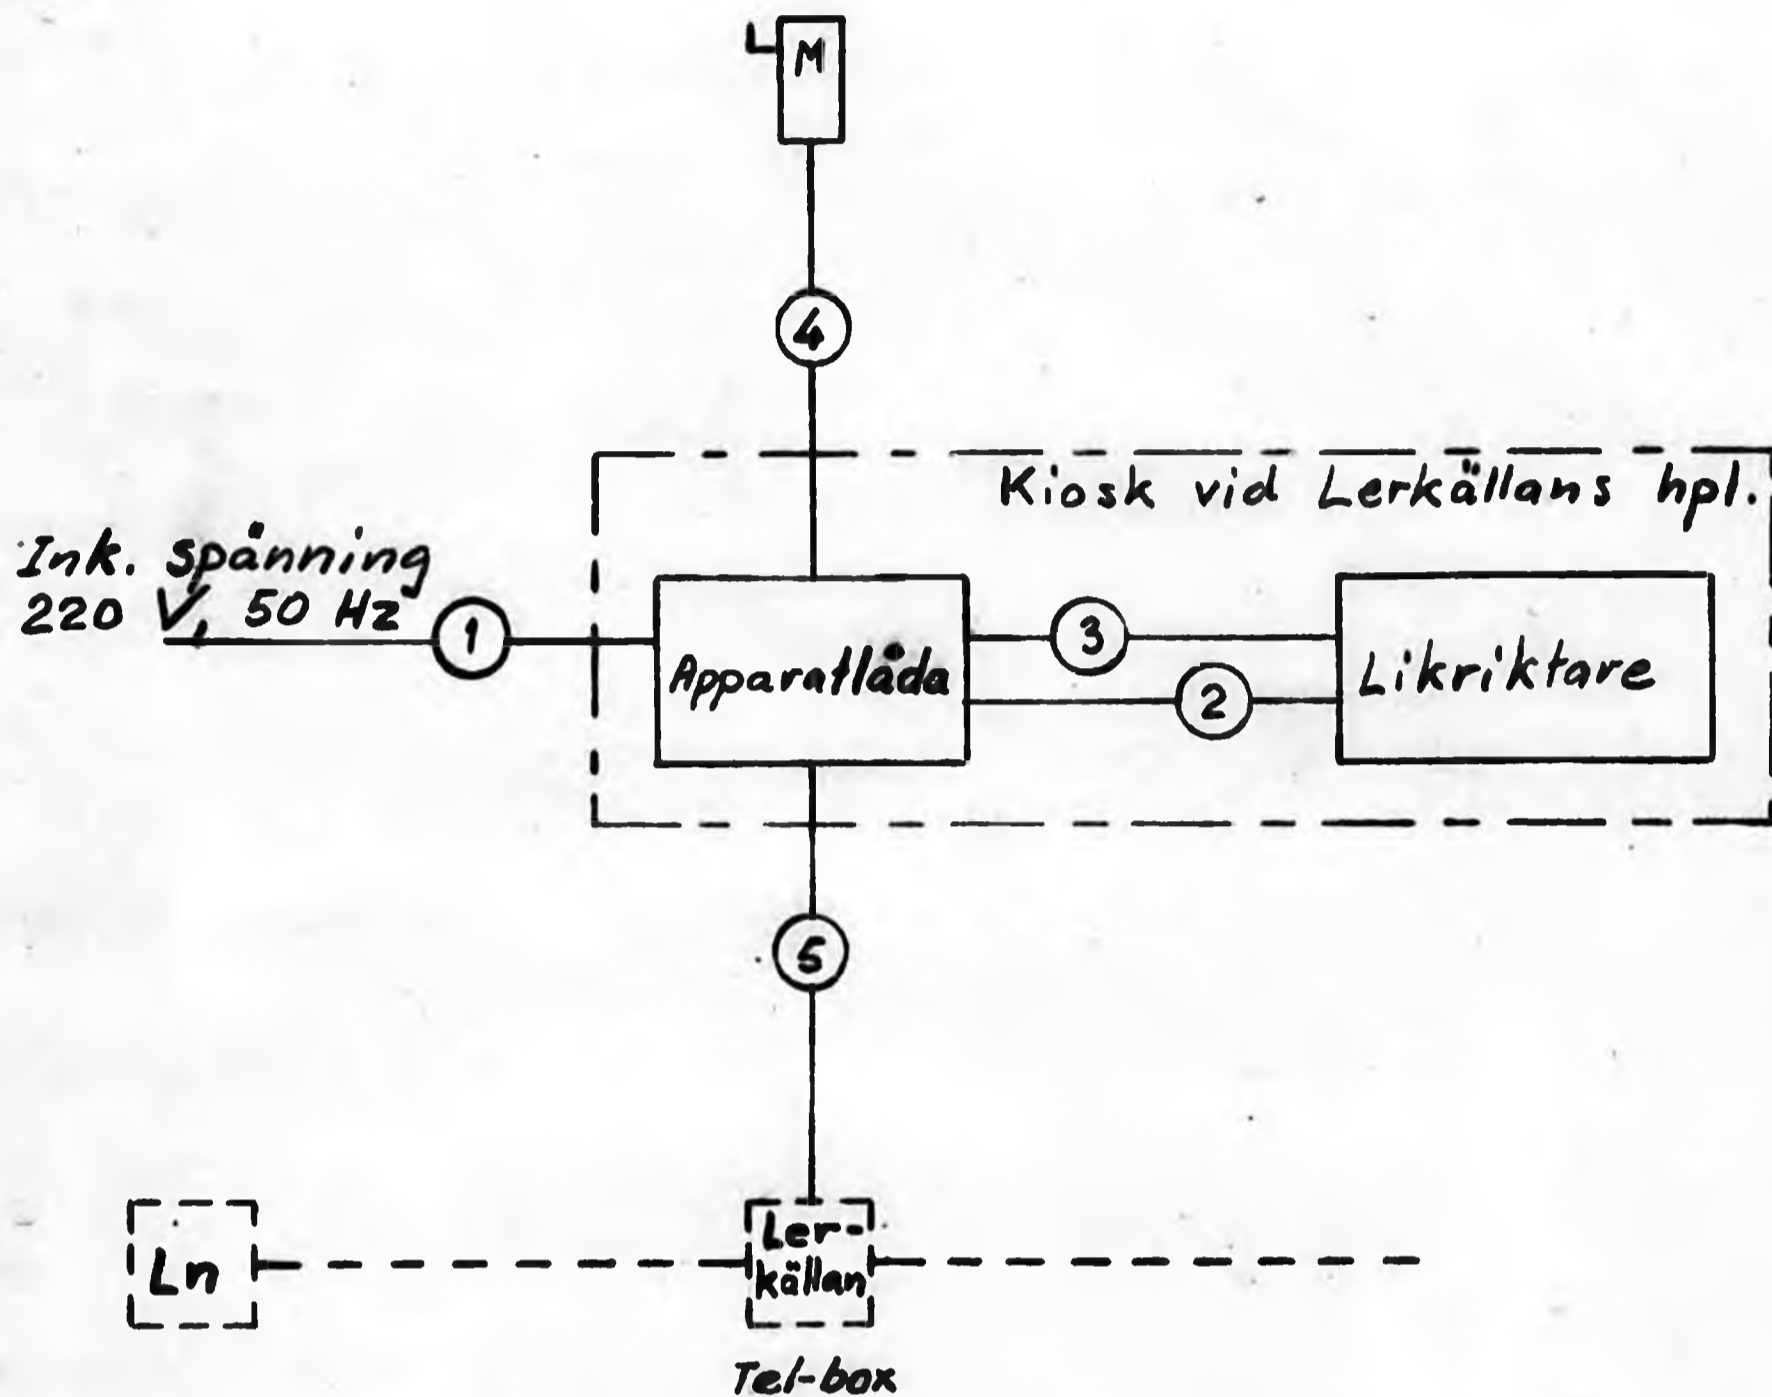 L
M
4
Kiosk vid Lerkällans hpl.
Ink. spänning
220 V, 50 Hz
1
Apparatlåda
3
2
Likriktare
5
Ln
Ler-
källan
Tel-box